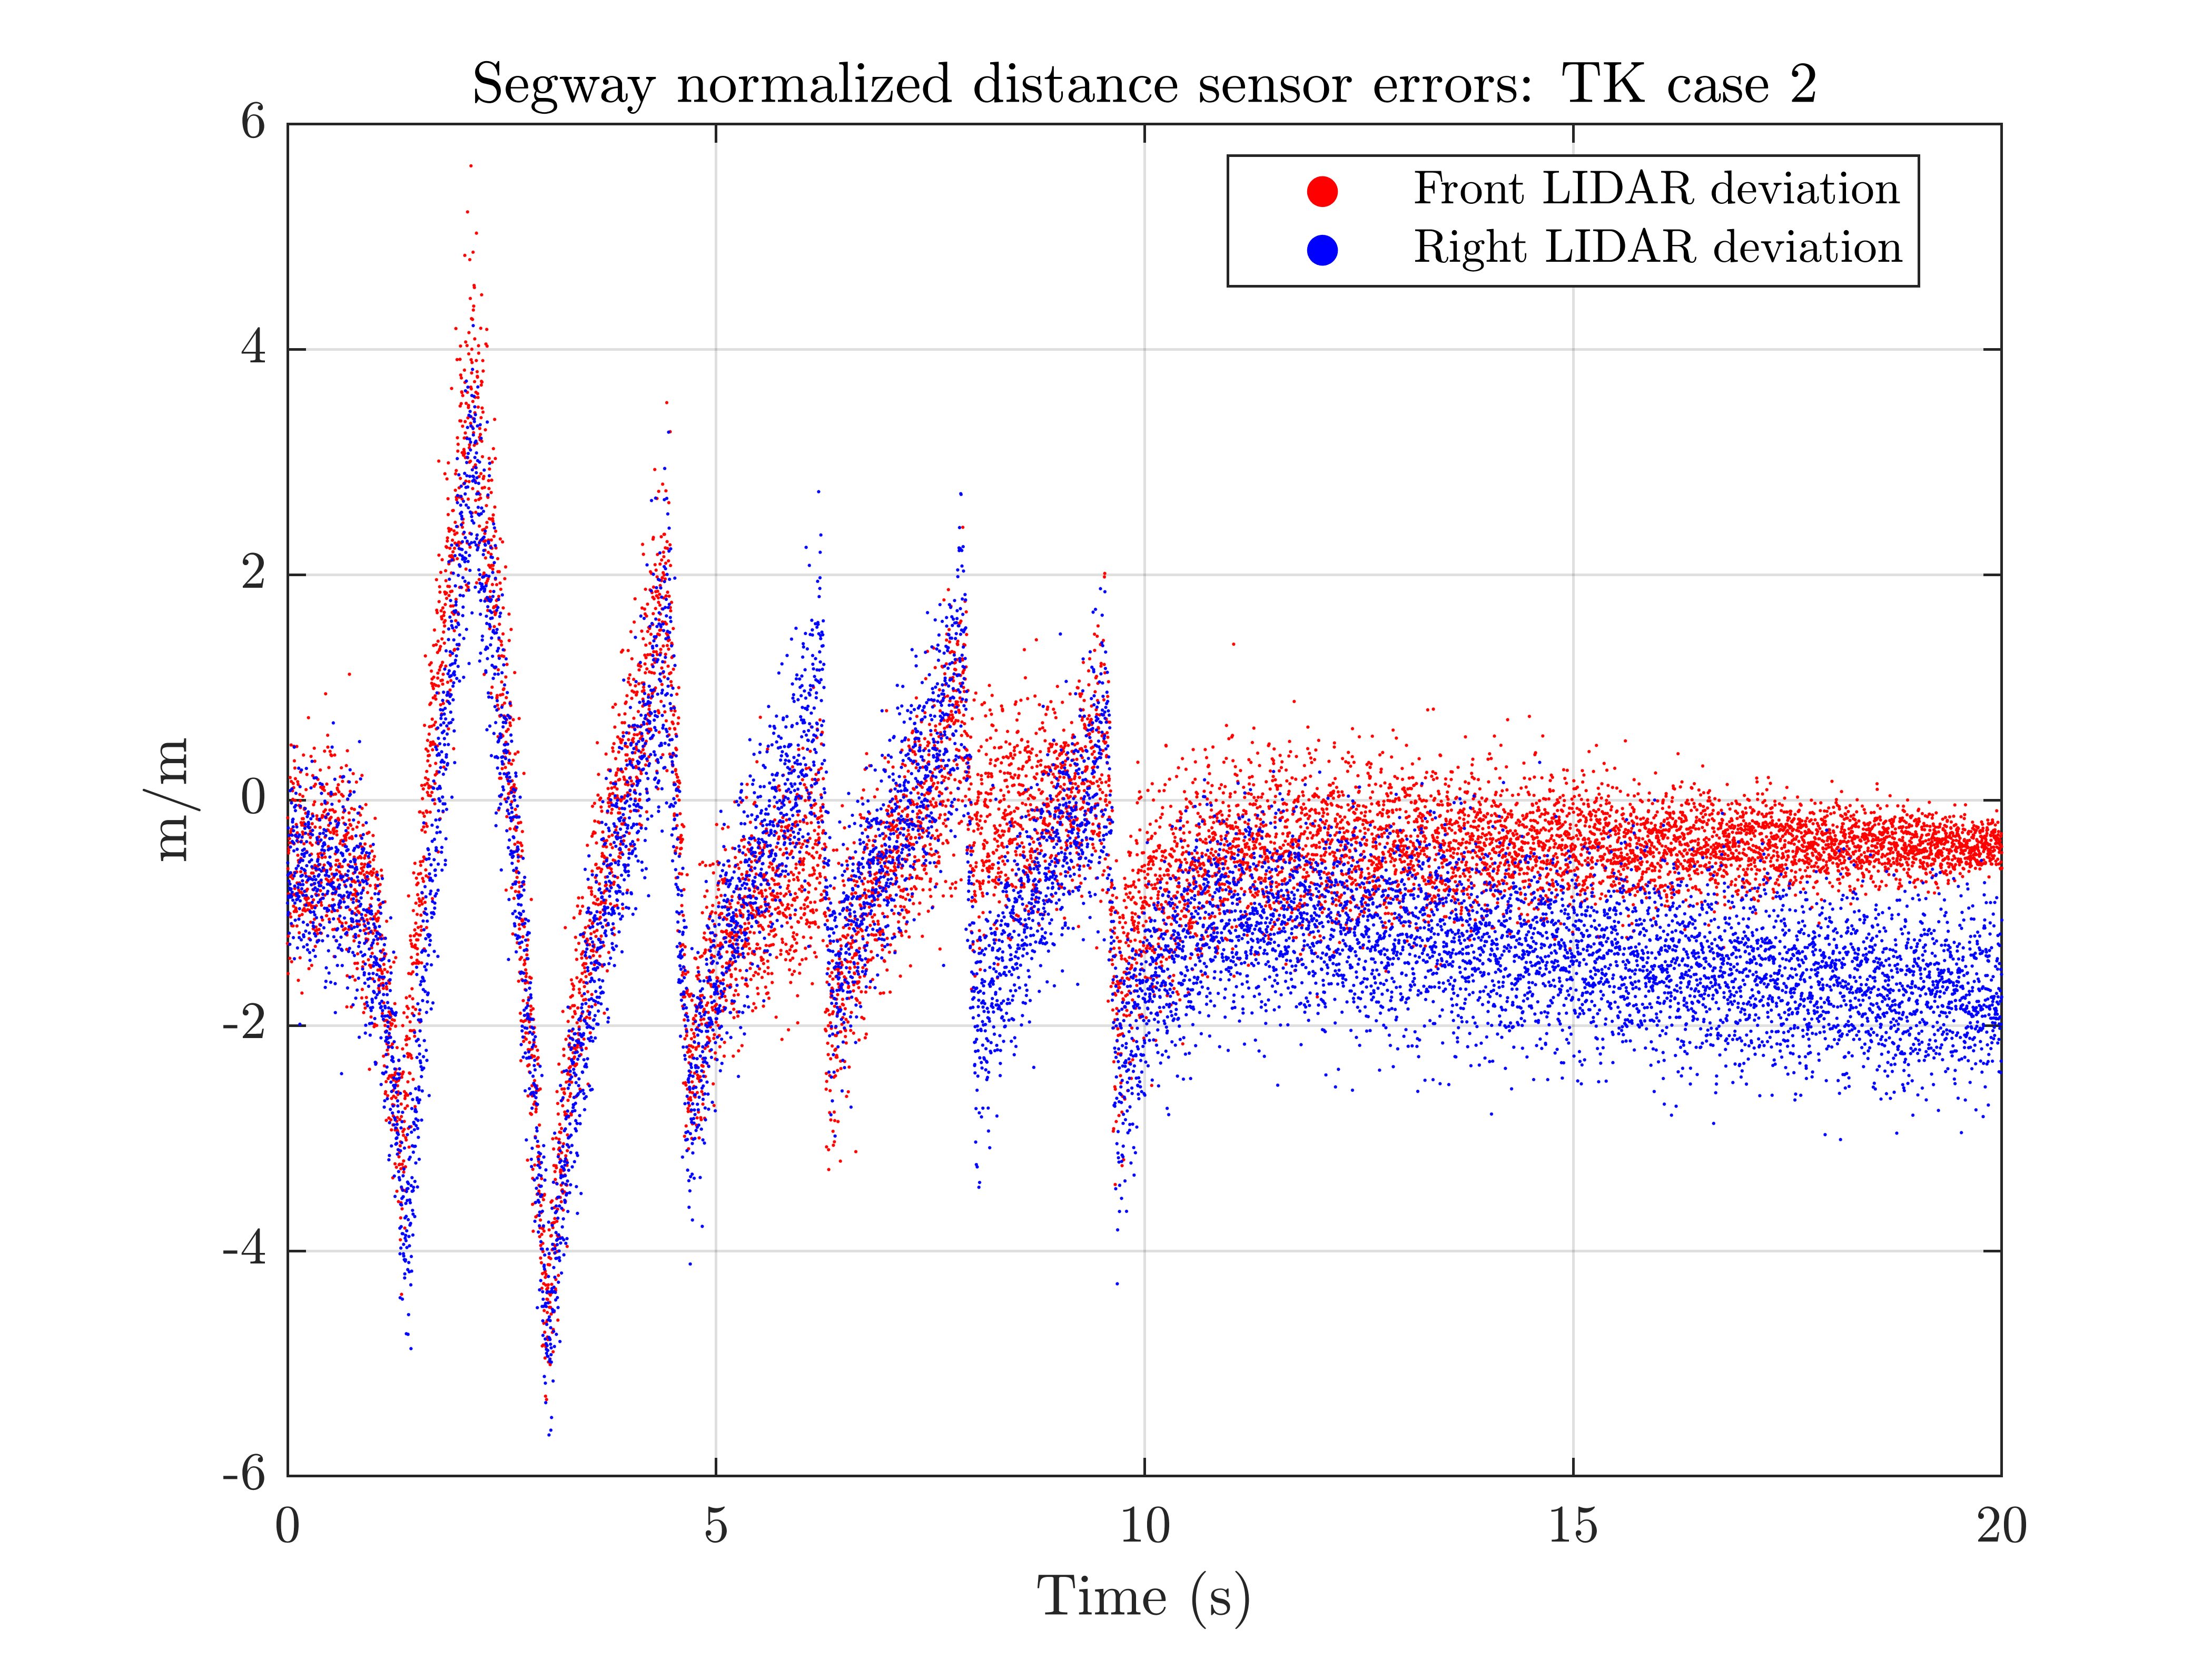 Segway normalized distance sensor errors: TK case 2
6
4
2
0
-2
-4
-6
m/m
Front LIDAR deviation
Right LIDAR deviation
0 5 10 15 20
Time (s)